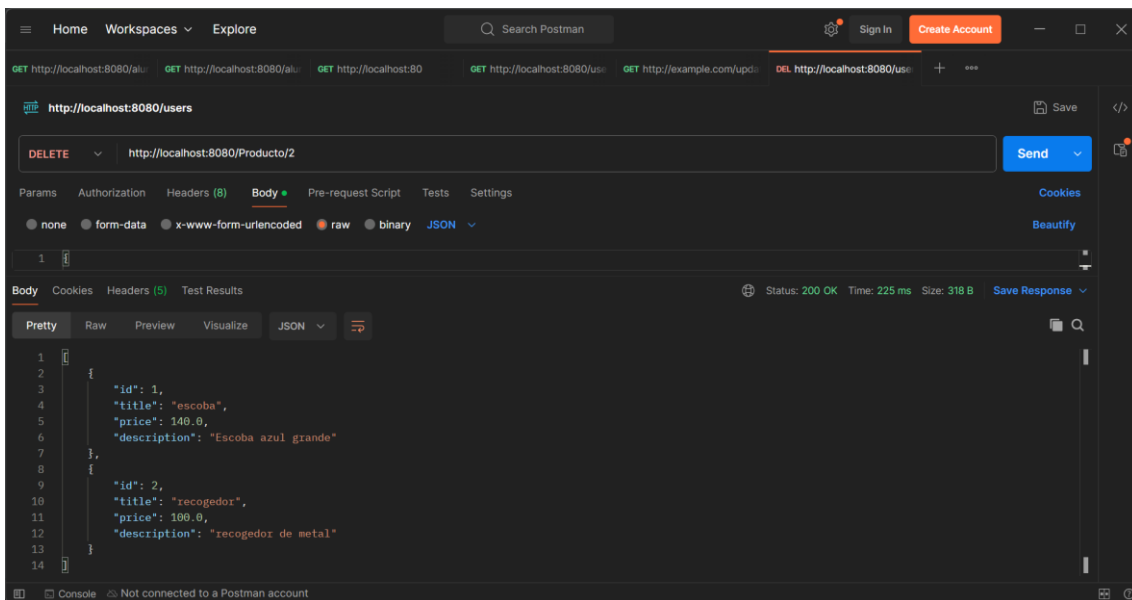 Home Workspaces Explore Search Postman Sign In Create Account
GET http://localhost:8080/alu GET http://localhost:8080/alu GET http://localhost:80 GET http://localhost:8080/use GET http://example.com/upda DEL http://localhost:8080/use
HTTP http://localhost:8080/users Save
DELETE http://localhost:8080/Producto/2 Send
Params Authorization Headers (8) Body Pre-request Script Tests Settings Cookies
none form-data x-www-form-urlencoded raw binary JSON Beautify
1 {
Body Cookies Headers (5) Test Results Status: 200 OK Time: 225 ms Size: 318 B Save Response
Pretty Raw Preview Visualize JSON
1 [
2 {
3 "id": 1,
4 "title": "escoba",
5 "price": 140.0,
6 "description": "Escoba azul grande"
7 },
8 {
9 "id": 2,
10 "title": "recogedor",
11 "price": 100.0,
12 "description": "recogedor de metal"
13 }
14 ]
Console Not connected to a Postman account